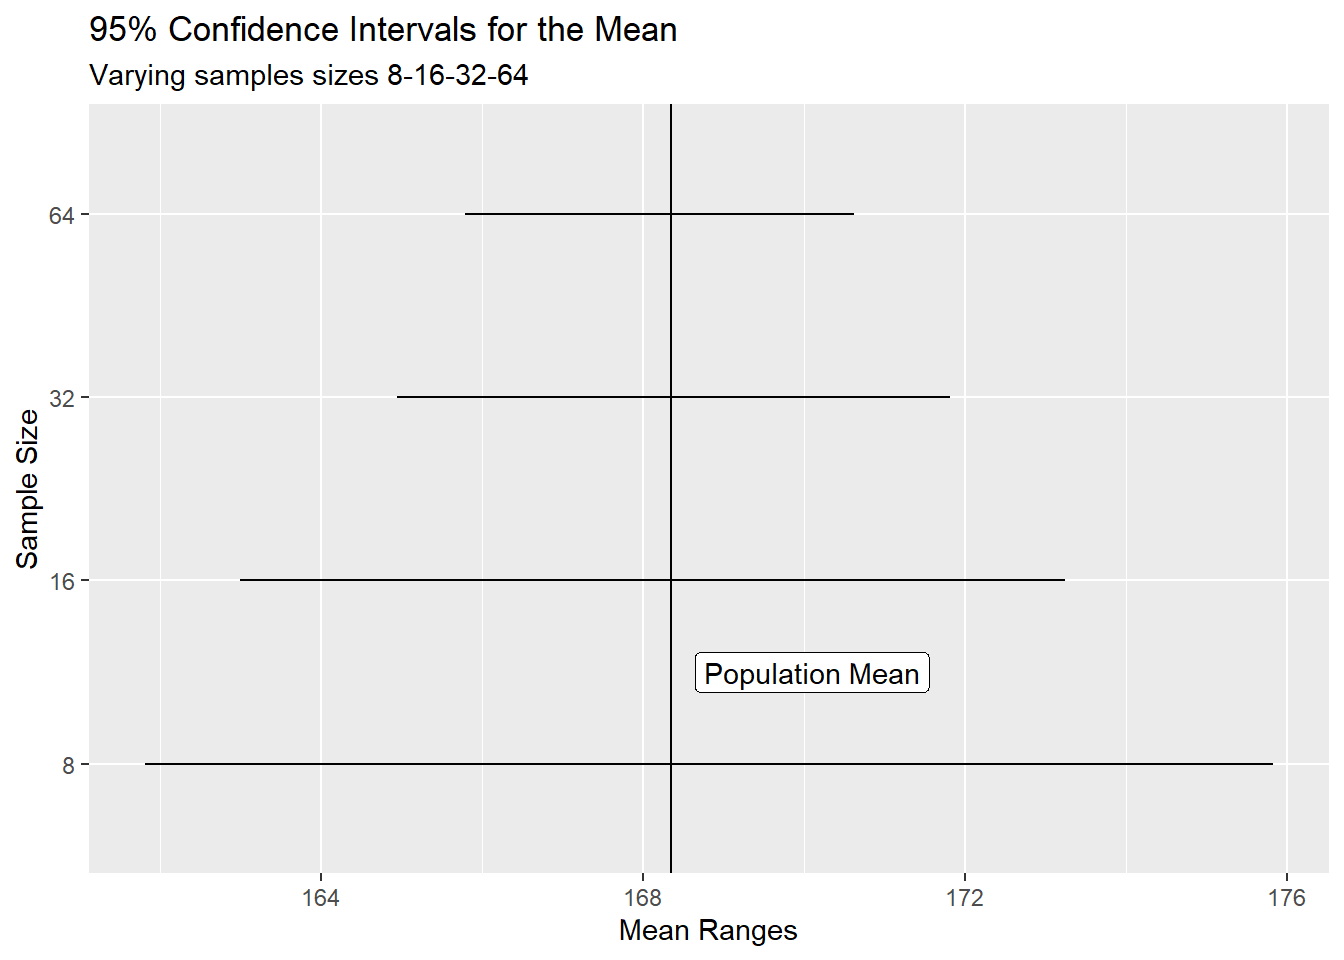 95% Confidence Intervals for the Mean
Varying samples sizes 8-16-32-64
64
32
16
8
Sample Size
Population Mean
164
168
172
176
Mean Ranges